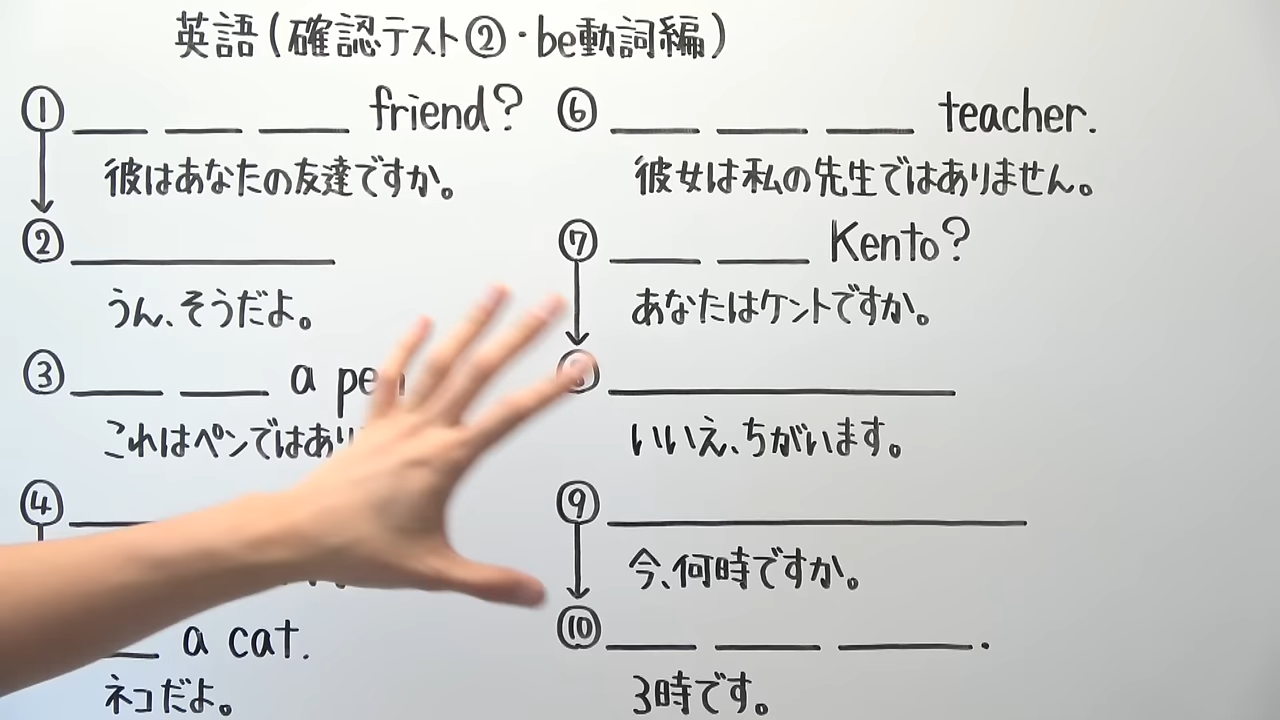 英語(確認テスト②・be動詞編)
① ___ ___ ___ friend?
彼はあなたの友達ですか。
② ___
うん、そうだよ。
③ ___ ___ a pen
これはペンではあり
④ ___
___ a cat.
ネコだよ。
⑥ ___ ___ ___ teacher.
彼女は私の先生ではありません。
⑦ ___ ___ Kento?
あなたはケントですか。
⑧ ___
いいえ、ちがいます。
⑨ ___
今、何時ですか。
⑩ ___ ___ ___.
3時です。